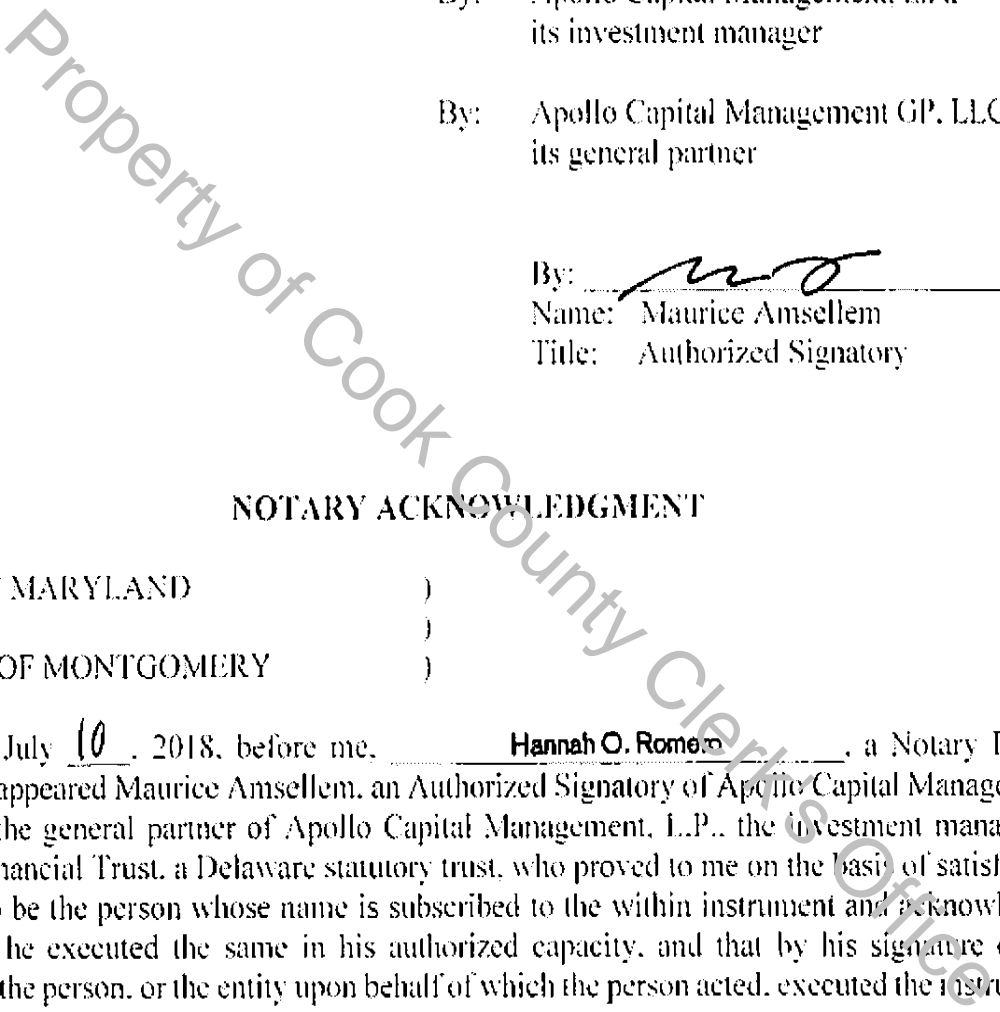 its investment manager
By: Apollo Capital Management GP, LLC
its general partner
By:
Name: Maurice Amsellem
Title: Authorized Signatory
NOTARY ACKNOWLEDGMENT
MARYLAND )
)
OF MONTGOMERY )
July 10, 2018, before me, Hannah O. Romero, a Notary
appeared Maurice Amsellem, an Authorized Signatory of Apollo Capital Manage
the general partner of Apollo Capital Management, L.P., the investment mana
nancial Trust, a Delaware statutory trust, who proved to me on the basis of satisf
be the person whose name is subscribed to the within instrument and acknowl
he executed the same in his authorized capacity, and that by his signature
the person, or the entity upon behalf of which the person acted, executed the instru
Property of Cook County Clerk's Office